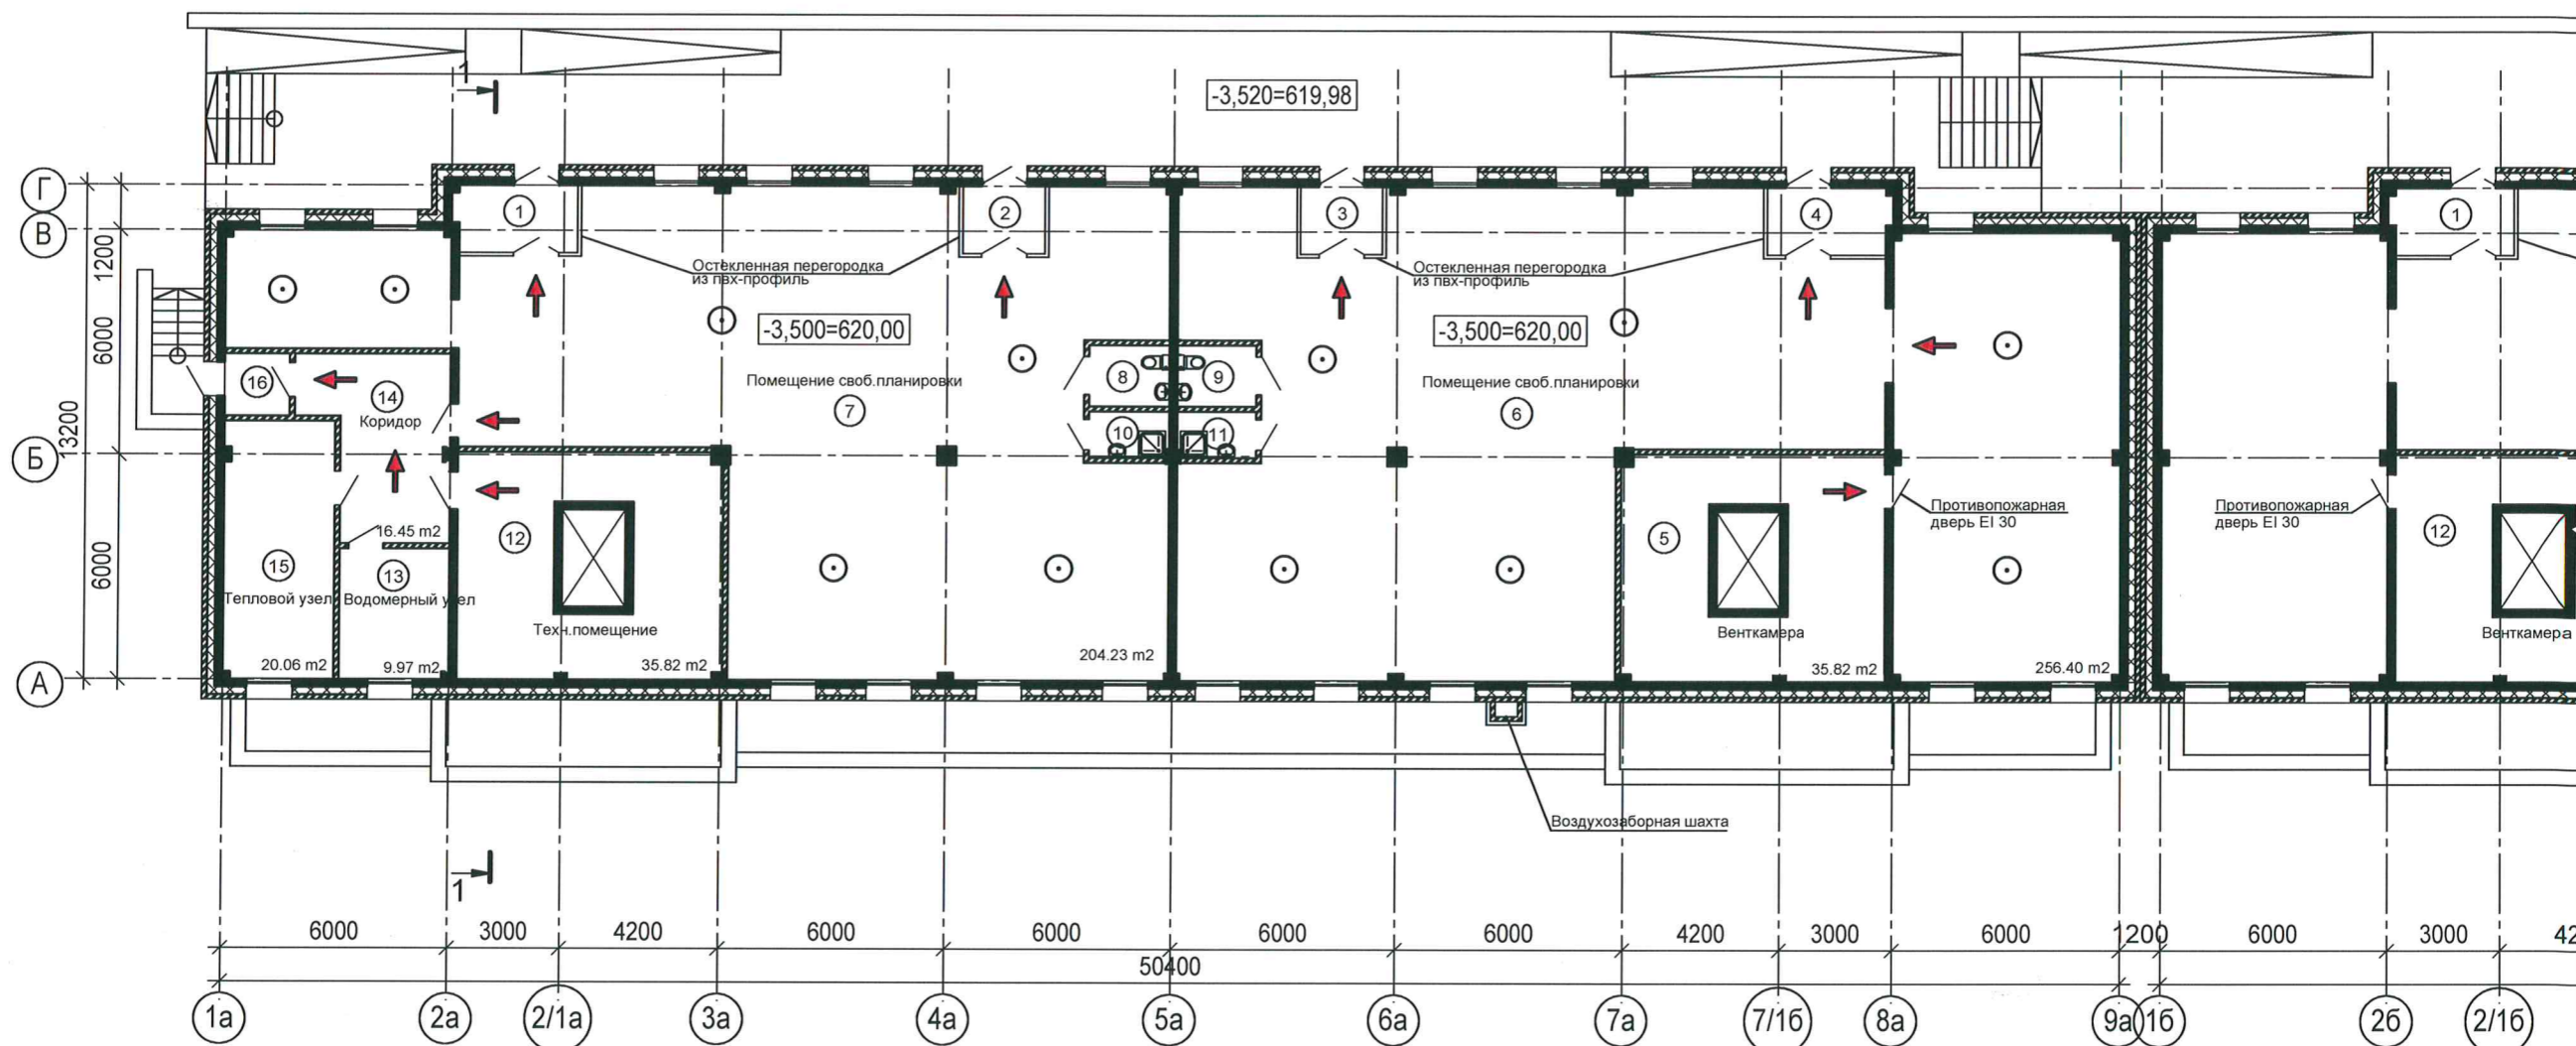 1
-3,520=619,98
Г
В
1
2
3
4
1
Остекленная перегородка
из пвх-профиль
Остекленная перегородка
из пвх-профиль
1200
6000
13200
6000
-3,500=620,00
-3,500=620,00
16
14
Коридор
Помещение своб.планировки
7
8
9
10
11
Помещение своб.планировки
6
Б
Противопожарная
дверь EI 30
Противопожарная
дверь EI 30
16.45 m2
12
5
12
15
13
Тепловой узел
Водомерный узел
Техн.помещение
Венткамера
Венткамера
20.06 m2
9.97 m2
35.82 m2
204.23 m2
35.82 m2
256.40 m2
А
Воздухозаборная шахта
1
6000
3000
4200
6000
6000
6000
6000
4200
3000
6000
1200
6000
3000
42
50400
1а
2а
2/1а
3а
4а
5а
6а
7а
7/1б
8а
9а
1б
2б
2/1б